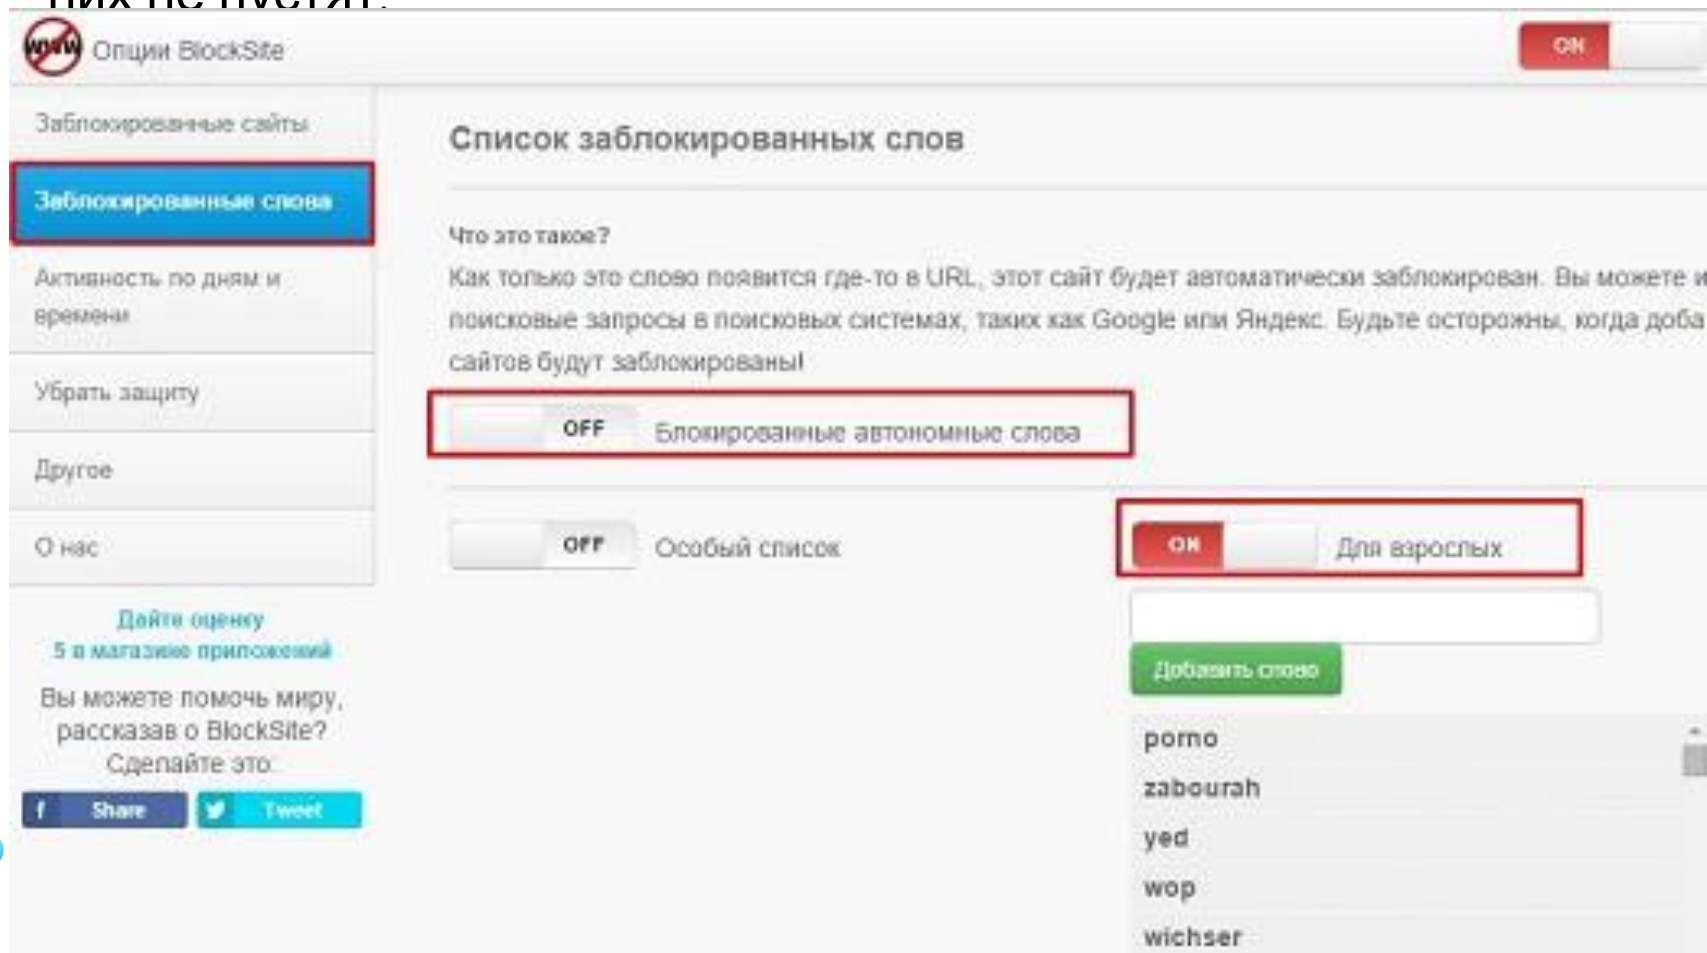 них не пустят.
Опции BlockSite
ON
Заблокированные сайты
Заблокированные слова
Активность по дням и
времени
Убрать защиту
Другое
О нас
Дайте оценку
5 в магазине приложений
Вы можете помочь миру,
рассказав о BlockSite?
Сделайте это:
f Share
Tweet
Список заблокированных слов
Что это такое?
Как только это слово появится где-то в URL, этот сайт будет автоматически заблокирован. Вы можете и
поисковые запросы в поисковых системах, таких как Google или Яндекс. Будьте осторожны, когда доба
сайтов будут заблокированы!
OFF Блокированные автономные слова
OFF Особый список
ON Для взрослых
Добавить слово
porno
zabourah
yed
wop
wichser